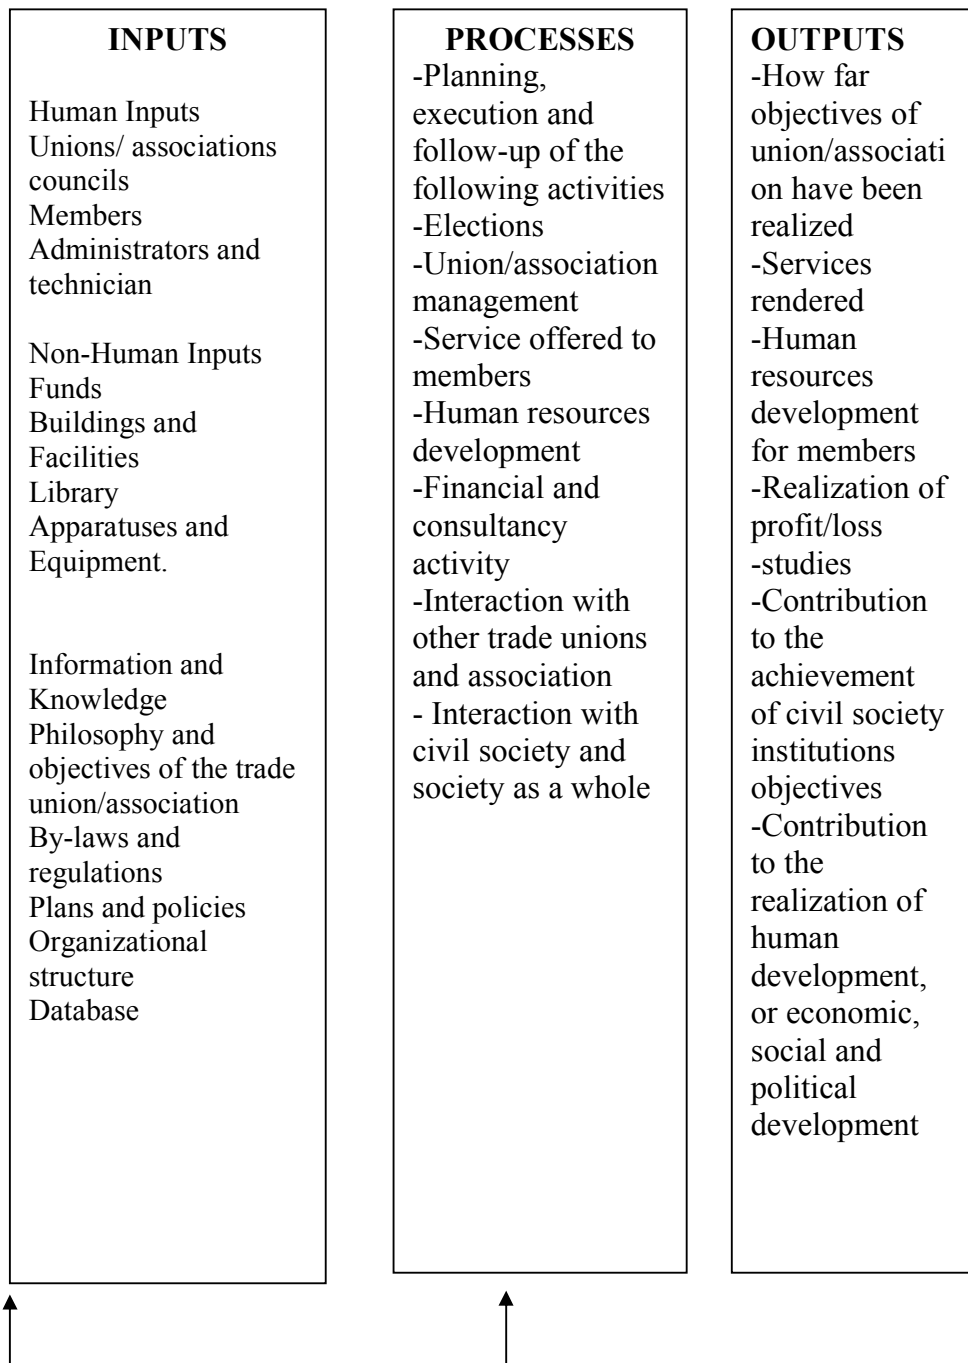 INPUTS
Human Inputs
Unions/ associations
councils
Members
Administrators and
technician
Non-Human Inputs
Funds
Buildings and
Facilities
Library
Apparatuses and
Equipment.
Information and
Knowledge
Philosophy and
objectives of the trade
union/association
By-laws and
regulations
Plans and policies
Organizational
structure
Database
PROCESSES
-Planning,
execution and
follow-up of the
following activities
-Elections
-Union/association
management
-Service offered to
members
-Human resources
development
-Financial and
consultancy
activity
-Interaction with
other trade unions
and association
- Interaction with
civil society and
society as a whole
OUTPUTS
-How far
objectives of
union/associati
on have been
realized
-Services
rendered
-Human
resources
development
for members
-Realization of
profit/loss
-studies
-Contribution
to the
achievement
of civil society
institutions
objectives
-Contribution
to the
realization of
human
development,
or economic,
social and
political
development